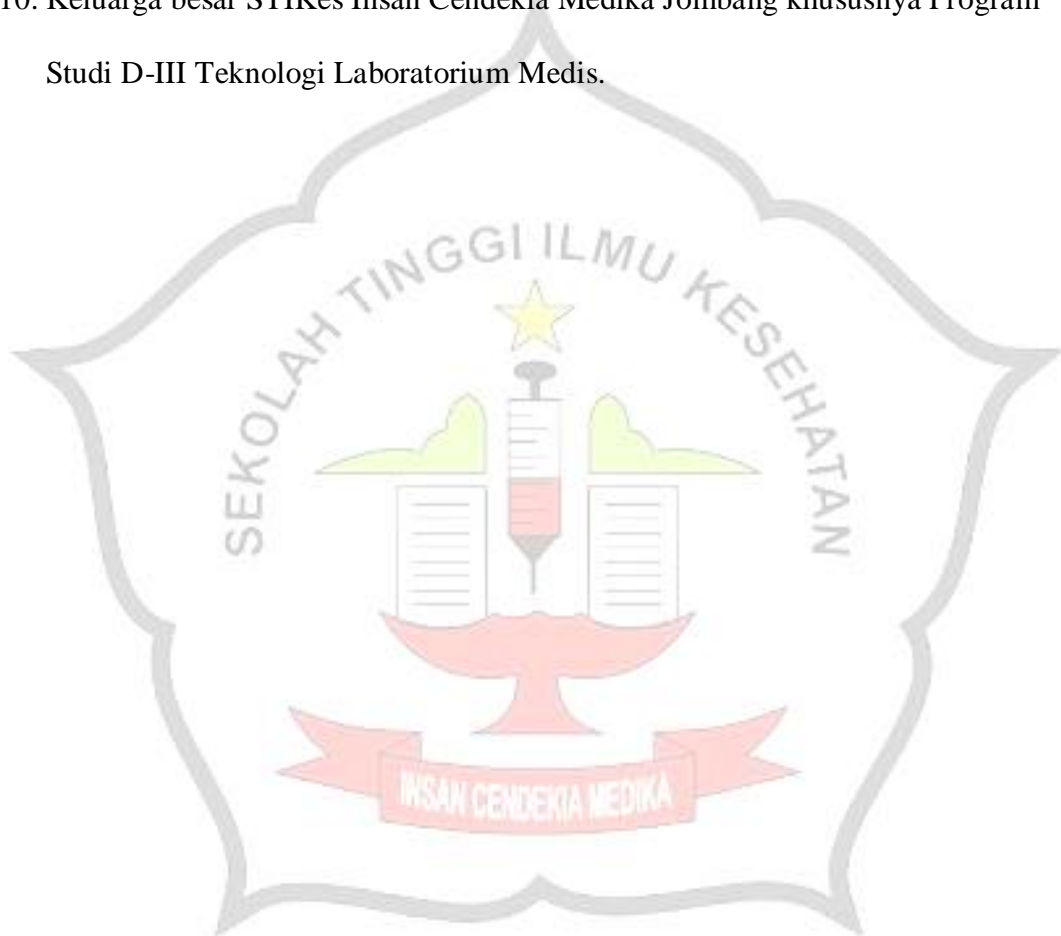 10. Keluarga besar STIKes Insan Cendekia Medika Jombang khususnya Program
Studi D-III Teknologi Laboratorium Medis.
SEKOLAH TINGGI ILMU KESEHATAN
INSAN CENDEKIA MEDIKA